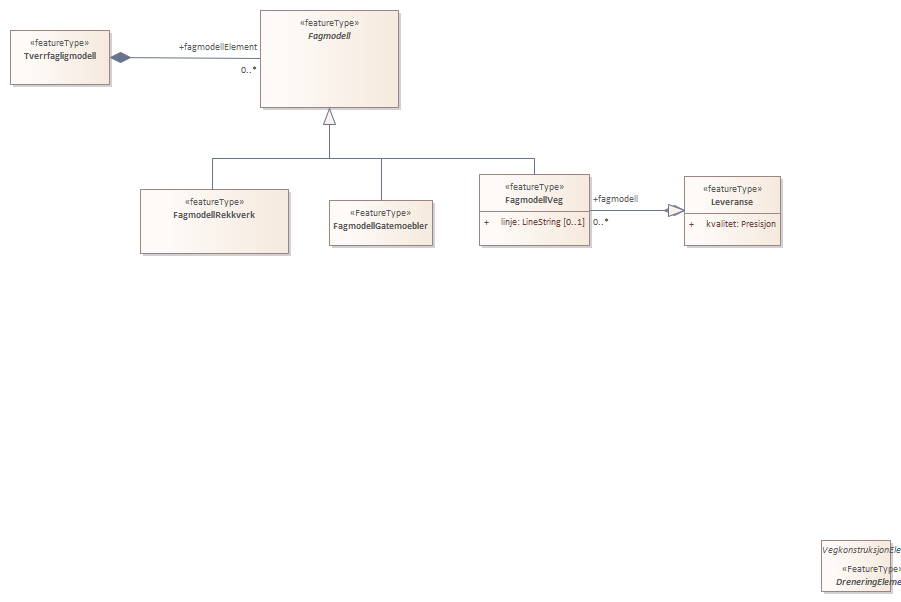 «featureType»
Tverrfagligmodell
+fagmodellElement
0..*
«featureType»
Fagmodell
«featureType»
FagmodellRekkverk
«FeatureType»
FagmodellGatemoebler
«featureType»
FagmodellVeg
+ linje: LineString [0..1]
+fagmodell
0..*
«featureType»
Leveranse
+ kvalitet: Presisjon
VegkonstruksjonEle
«FeatureType»
DreneringEleme